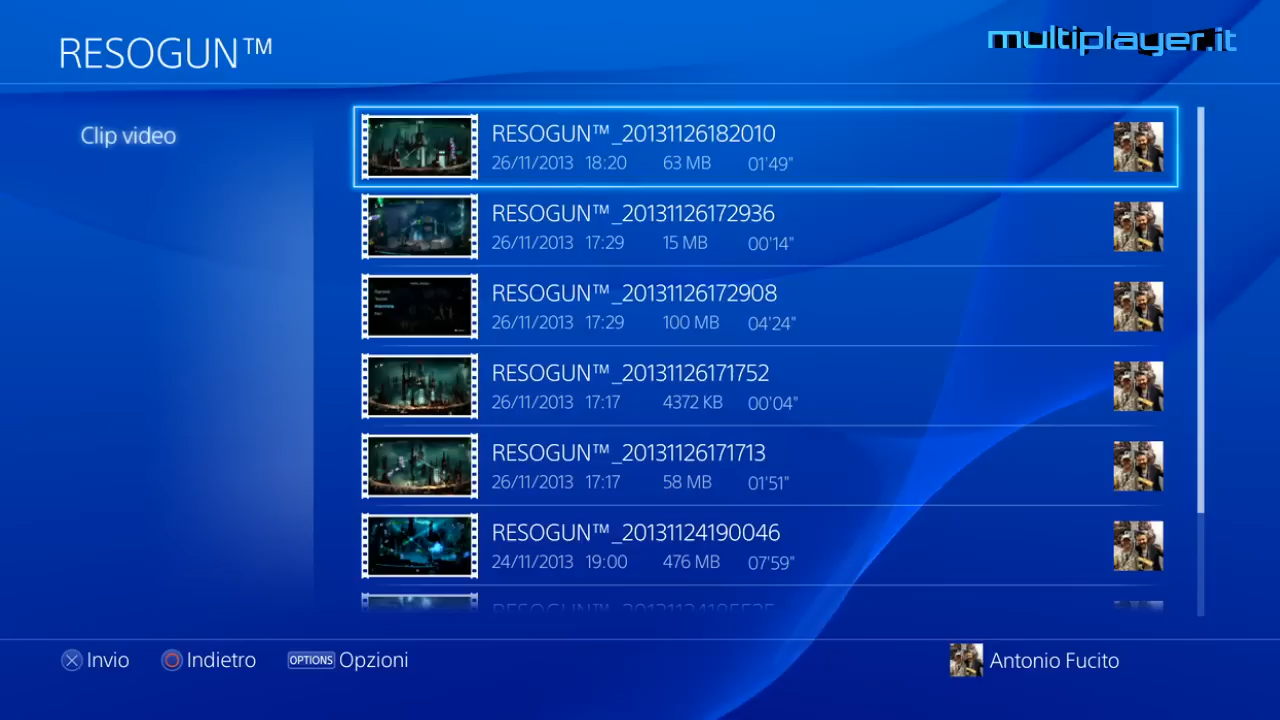 RESOGUN™
multiplayer.it
Clip video
RESOGUN™_20131126182010
26/11/2013 18:20 63 MB 01'49"
RESOGUN™_20131126172936
26/11/2013 17:29 15 MB 00'14"
RESOGUN™_20131126172908
26/11/2013 17:29 100 MB 04'24"
RESOGUN™_20131126171752
26/11/2013 17:17 4372 KB 00'04"
RESOGUN™_20131126171713
26/11/2013 17:17 58 MB 01'51"
RESOGUN™_20131124190046
24/11/2013 19:00 476 MB 07'59"
Invio Indietro OPTIONS Opzioni Antonio Fucito